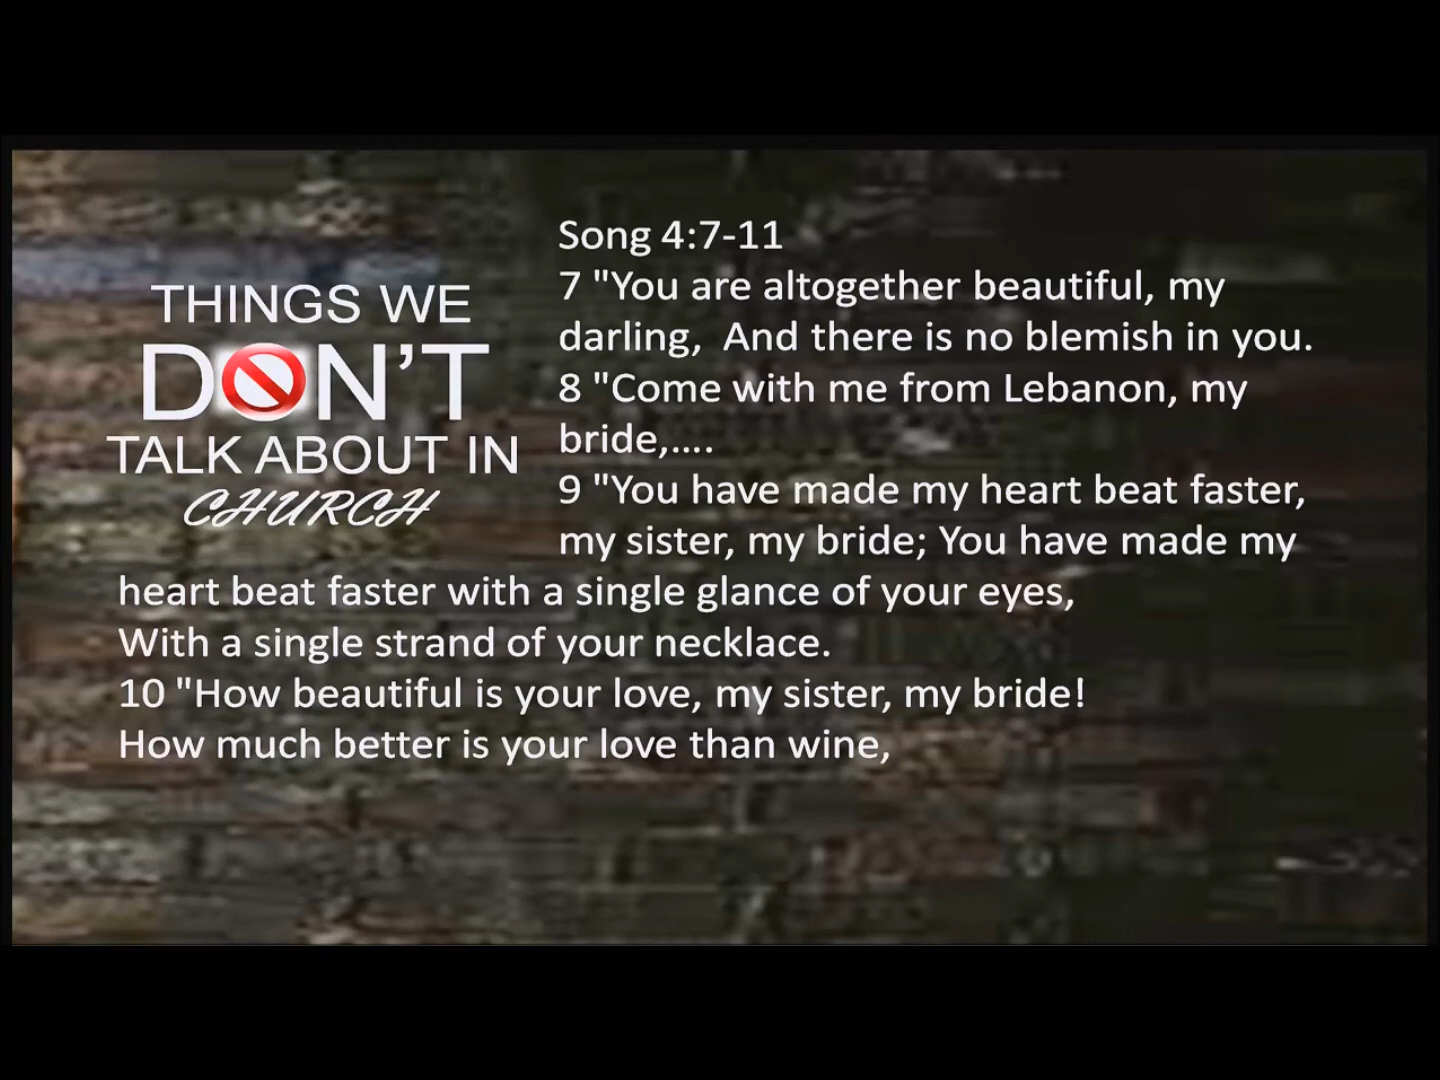 THINGS WE
DON'T
TALK ABOUT IN
CHURCH
Song 4:7-11
7 "You are altogether beautiful, my
darling,  And there is no blemish in you.
8 "Come with me from Lebanon, my
bride,....
9 "You have made my heart beat faster,
my sister, my bride; You have made my
heart beat faster with a single glance of your eyes,
With a single strand of your necklace.
10 "How beautiful is your love, my sister, my bride!
How much better is your love than wine,